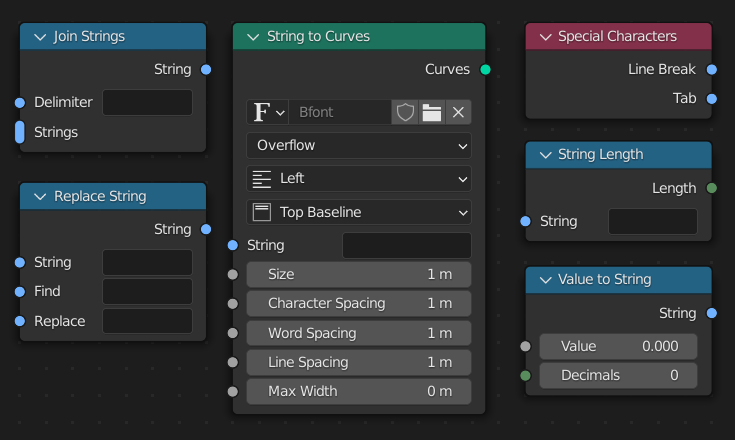 Join Strings
String
Delimiter
Strings
Replace String
String
String
Find
Replace
String to Curves
Curves
F Bfont
Overflow
Left
Top Baseline
String
Size 1 m
Character Spacing 1 m
Word Spacing 1 m
Line Spacing 1 m
Max Width 0 m
Special Characters
Line Break
Tab
String Length
Length
String
Value to String
String
Value 0.000
Decimals 0